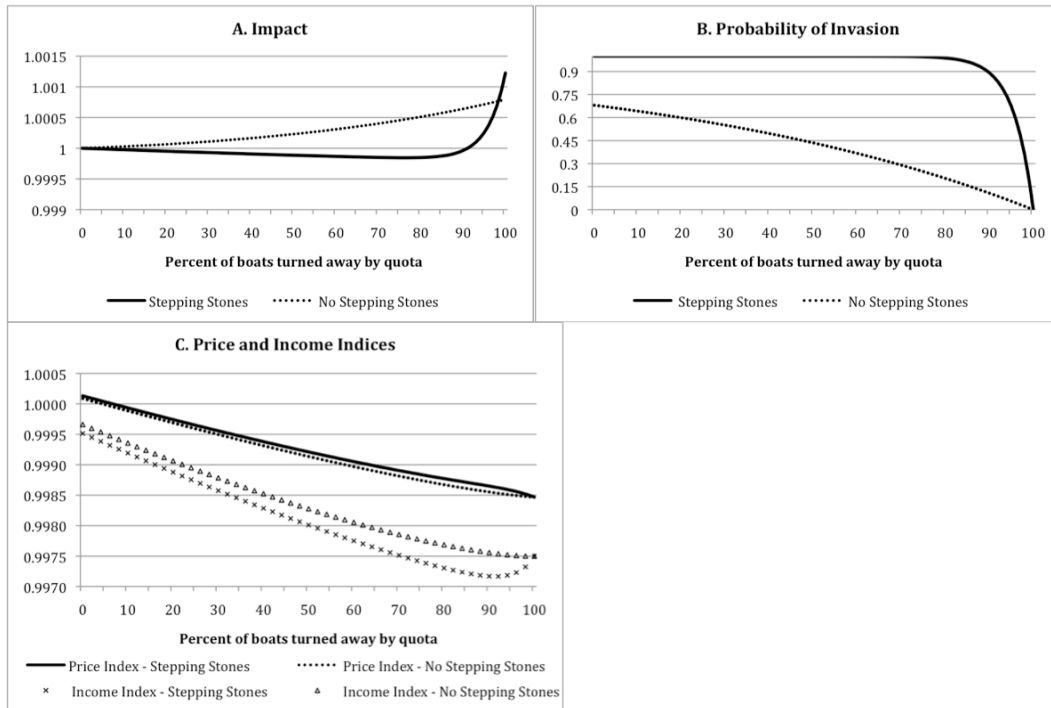 A. Impact
1.0015
1.001
1.0005
1
0.9995
0.999
0 10 20 30 40 50 60 70 80 90 100
Percent of boats turned away by quota
Stepping Stones No Stepping Stones
B. Probability of Invasion
0.9
0.75
0.6
0.45
0.3
0.15
0
0 10 20 30 40 50 60 70 80 90 100
Percent of boats turned away by quota
Stepping Stones No Stepping Stones
C. Price and Income Indices
1.0005
1.0000
0.9995
0.9990
0.9985
0.9980
0.9975
0.9970
0 10 20 30 40 50 60 70 80 90 100
Percent of boats turned away by quota
Price Index - Stepping Stones Price Index - No Stepping Stones
Income Index - Stepping Stones Income Index - No Stepping Stones